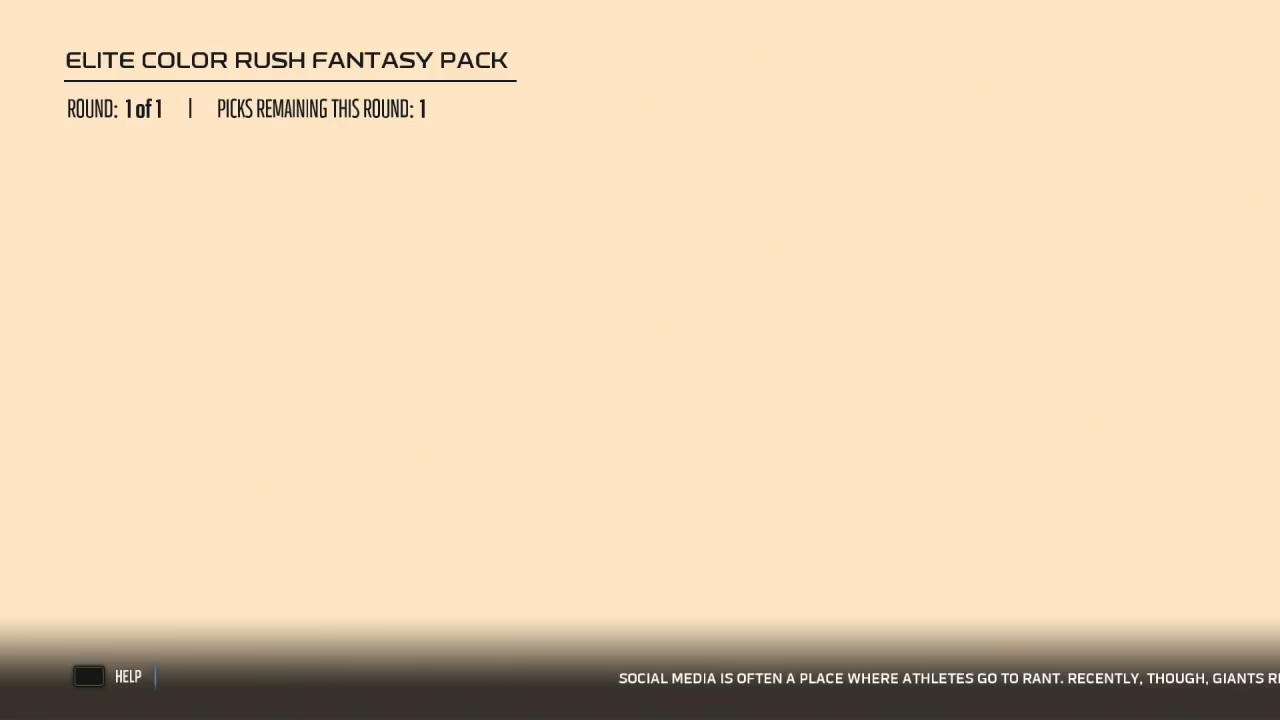 ELITE COLOR RUSH FANTASY PACK
ROUND: 1 of 1 | PICKS REMAINING THIS ROUND: 1
HELP
SOCIAL MEDIA IS OFTEN A PLACE WHERE ATHLETES GO TO RANT. RECENTLY, THOUGH, GIANTS